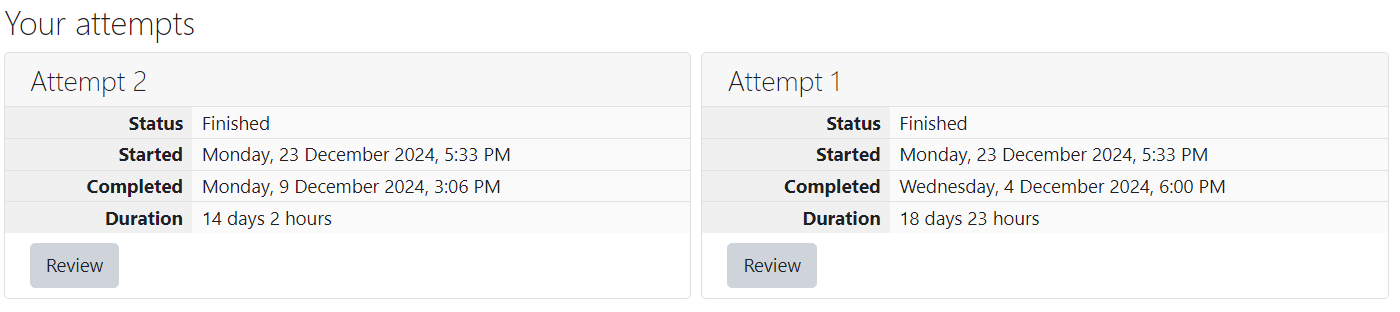 Your attempts
Attempt 2
Status Finished
Started Monday, 23 December 2024, 5:33 PM
Completed Monday, 9 December 2024, 3:06 PM
Duration 14 days 2 hours
Review
Attempt 1
Status Finished
Started Monday, 23 December 2024, 5:33 PM
Completed Wednesday, 4 December 2024, 6:00 PM
Duration 18 days 23 hours
Review